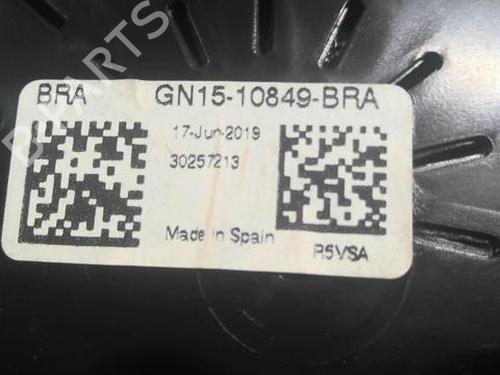 BRA GN15-10849-BRA
17-Jun-2019
30257213
Made in Spain
R5VSA